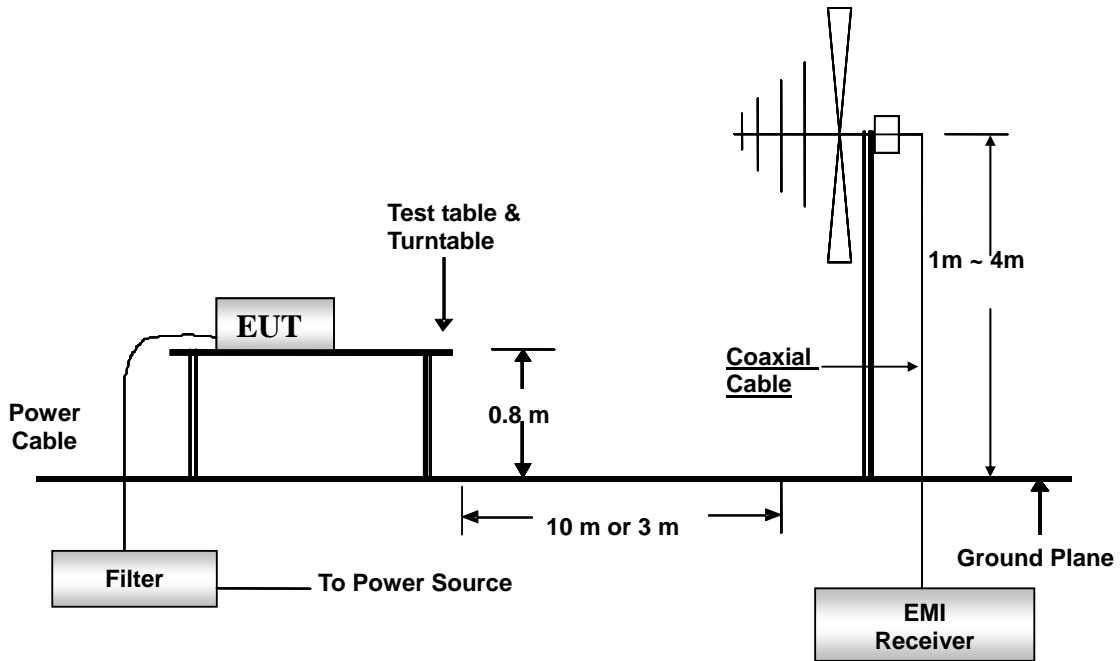 Test table &
Turntable
1m ~ 4m
EUT
Coaxial
Cable
0.8 m
Power
Cable
10 m or 3 m
Ground Plane
Filter
To Power Source
EMI
Receiver